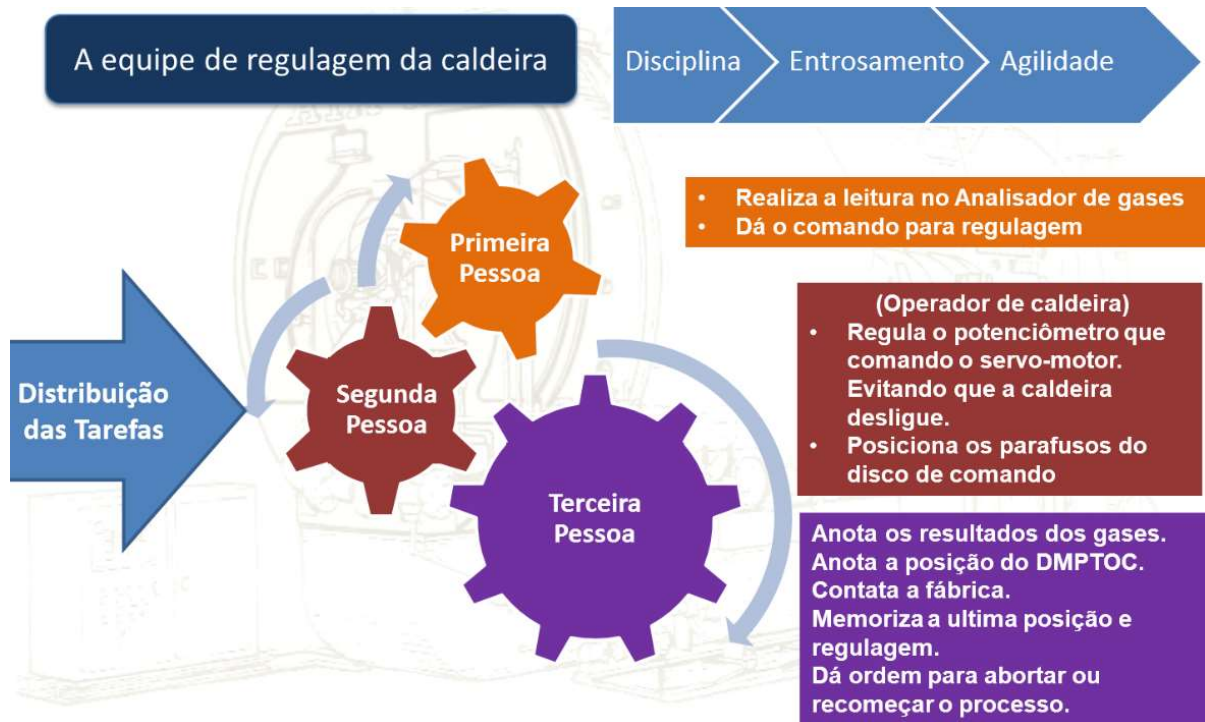 A equipe de regulagem da caldeira
Disciplina
Entrosamento
Agilidade
Distribuição
das Tarefas
Primeira
Pessoa
Segunda
Pessoa
Terceira
Pessoa
• Realiza a leitura no Analisador de gases
• Dá o comando para regulagem
(Operador de caldeira)
• Regula o potenciômetro que
comando o servo-motor.
Evitando que a caldeira
desligue.
• Posiciona os parafusos do
disco de comando
Anota os resultados dos gases.
Anota a posição do DMPTOC.
Contata a fábrica.
Memoriza a ultima posição e
regulagem.
Dá ordem para abortar ou
recomeçar o processo.